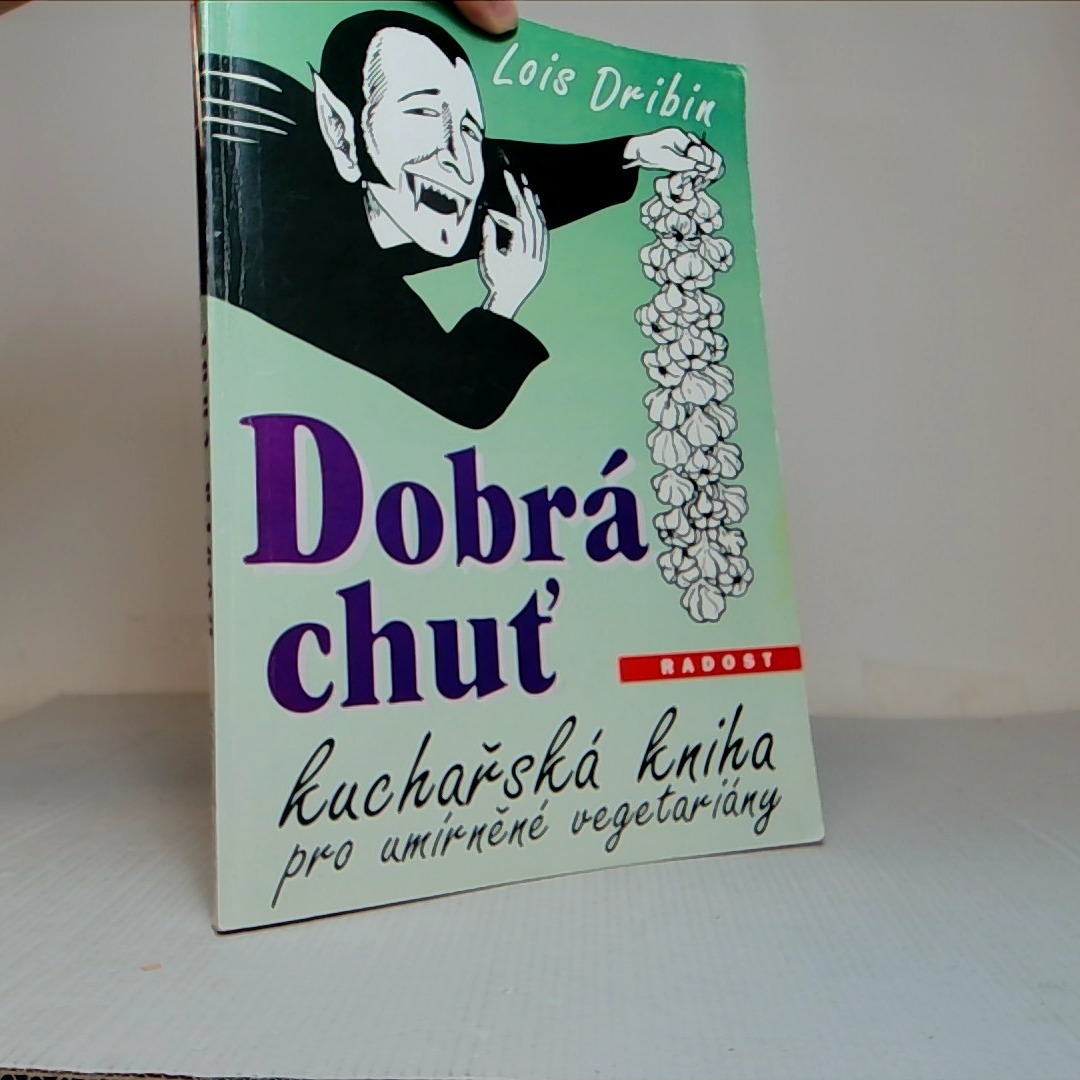 Lois Dribin
Dobrá
chuť
RADOST
kuchařská kniha
pro umírněné vegetariány